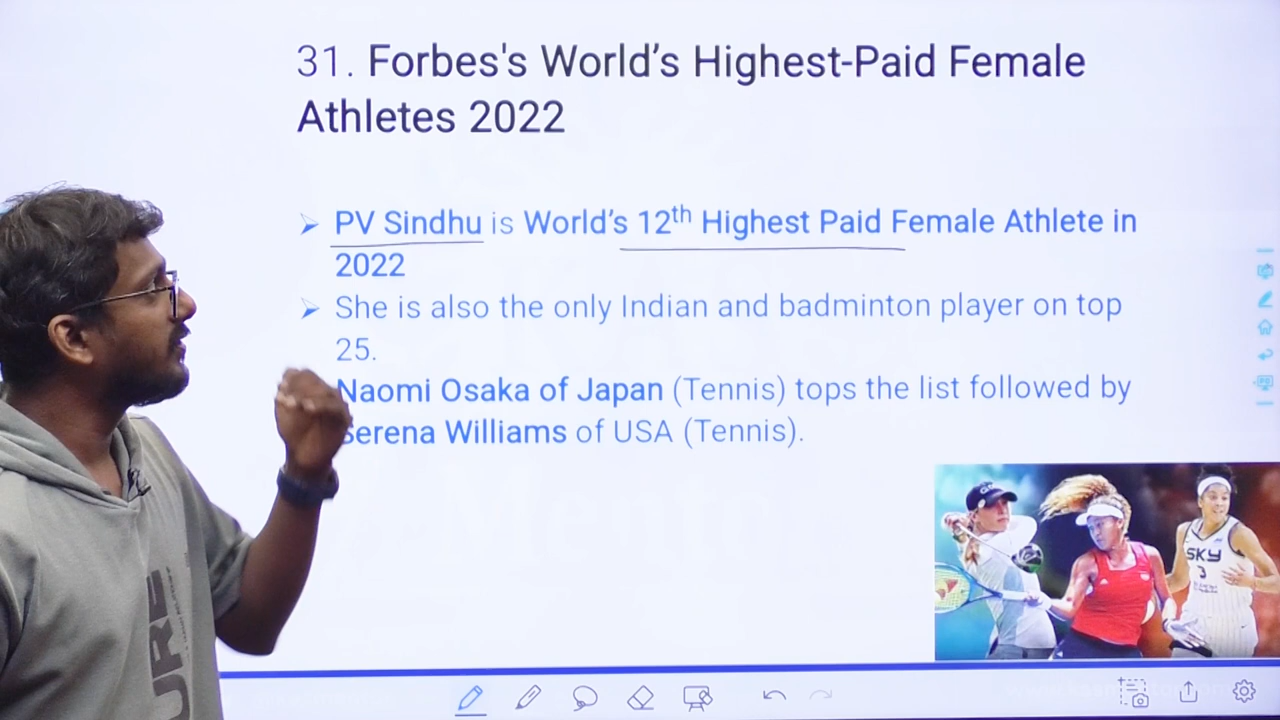 31. Forbes's World's Highest-Paid Female
Athletes 2022
PV Sindhu is World's 12th Highest Paid Female Athlete in
2022
She is also the only Indian and badminton player on top
25.
Naomi Osaka of Japan (Tennis) tops the list followed by
Serena Williams of USA (Tennis).
SKY
3
URE